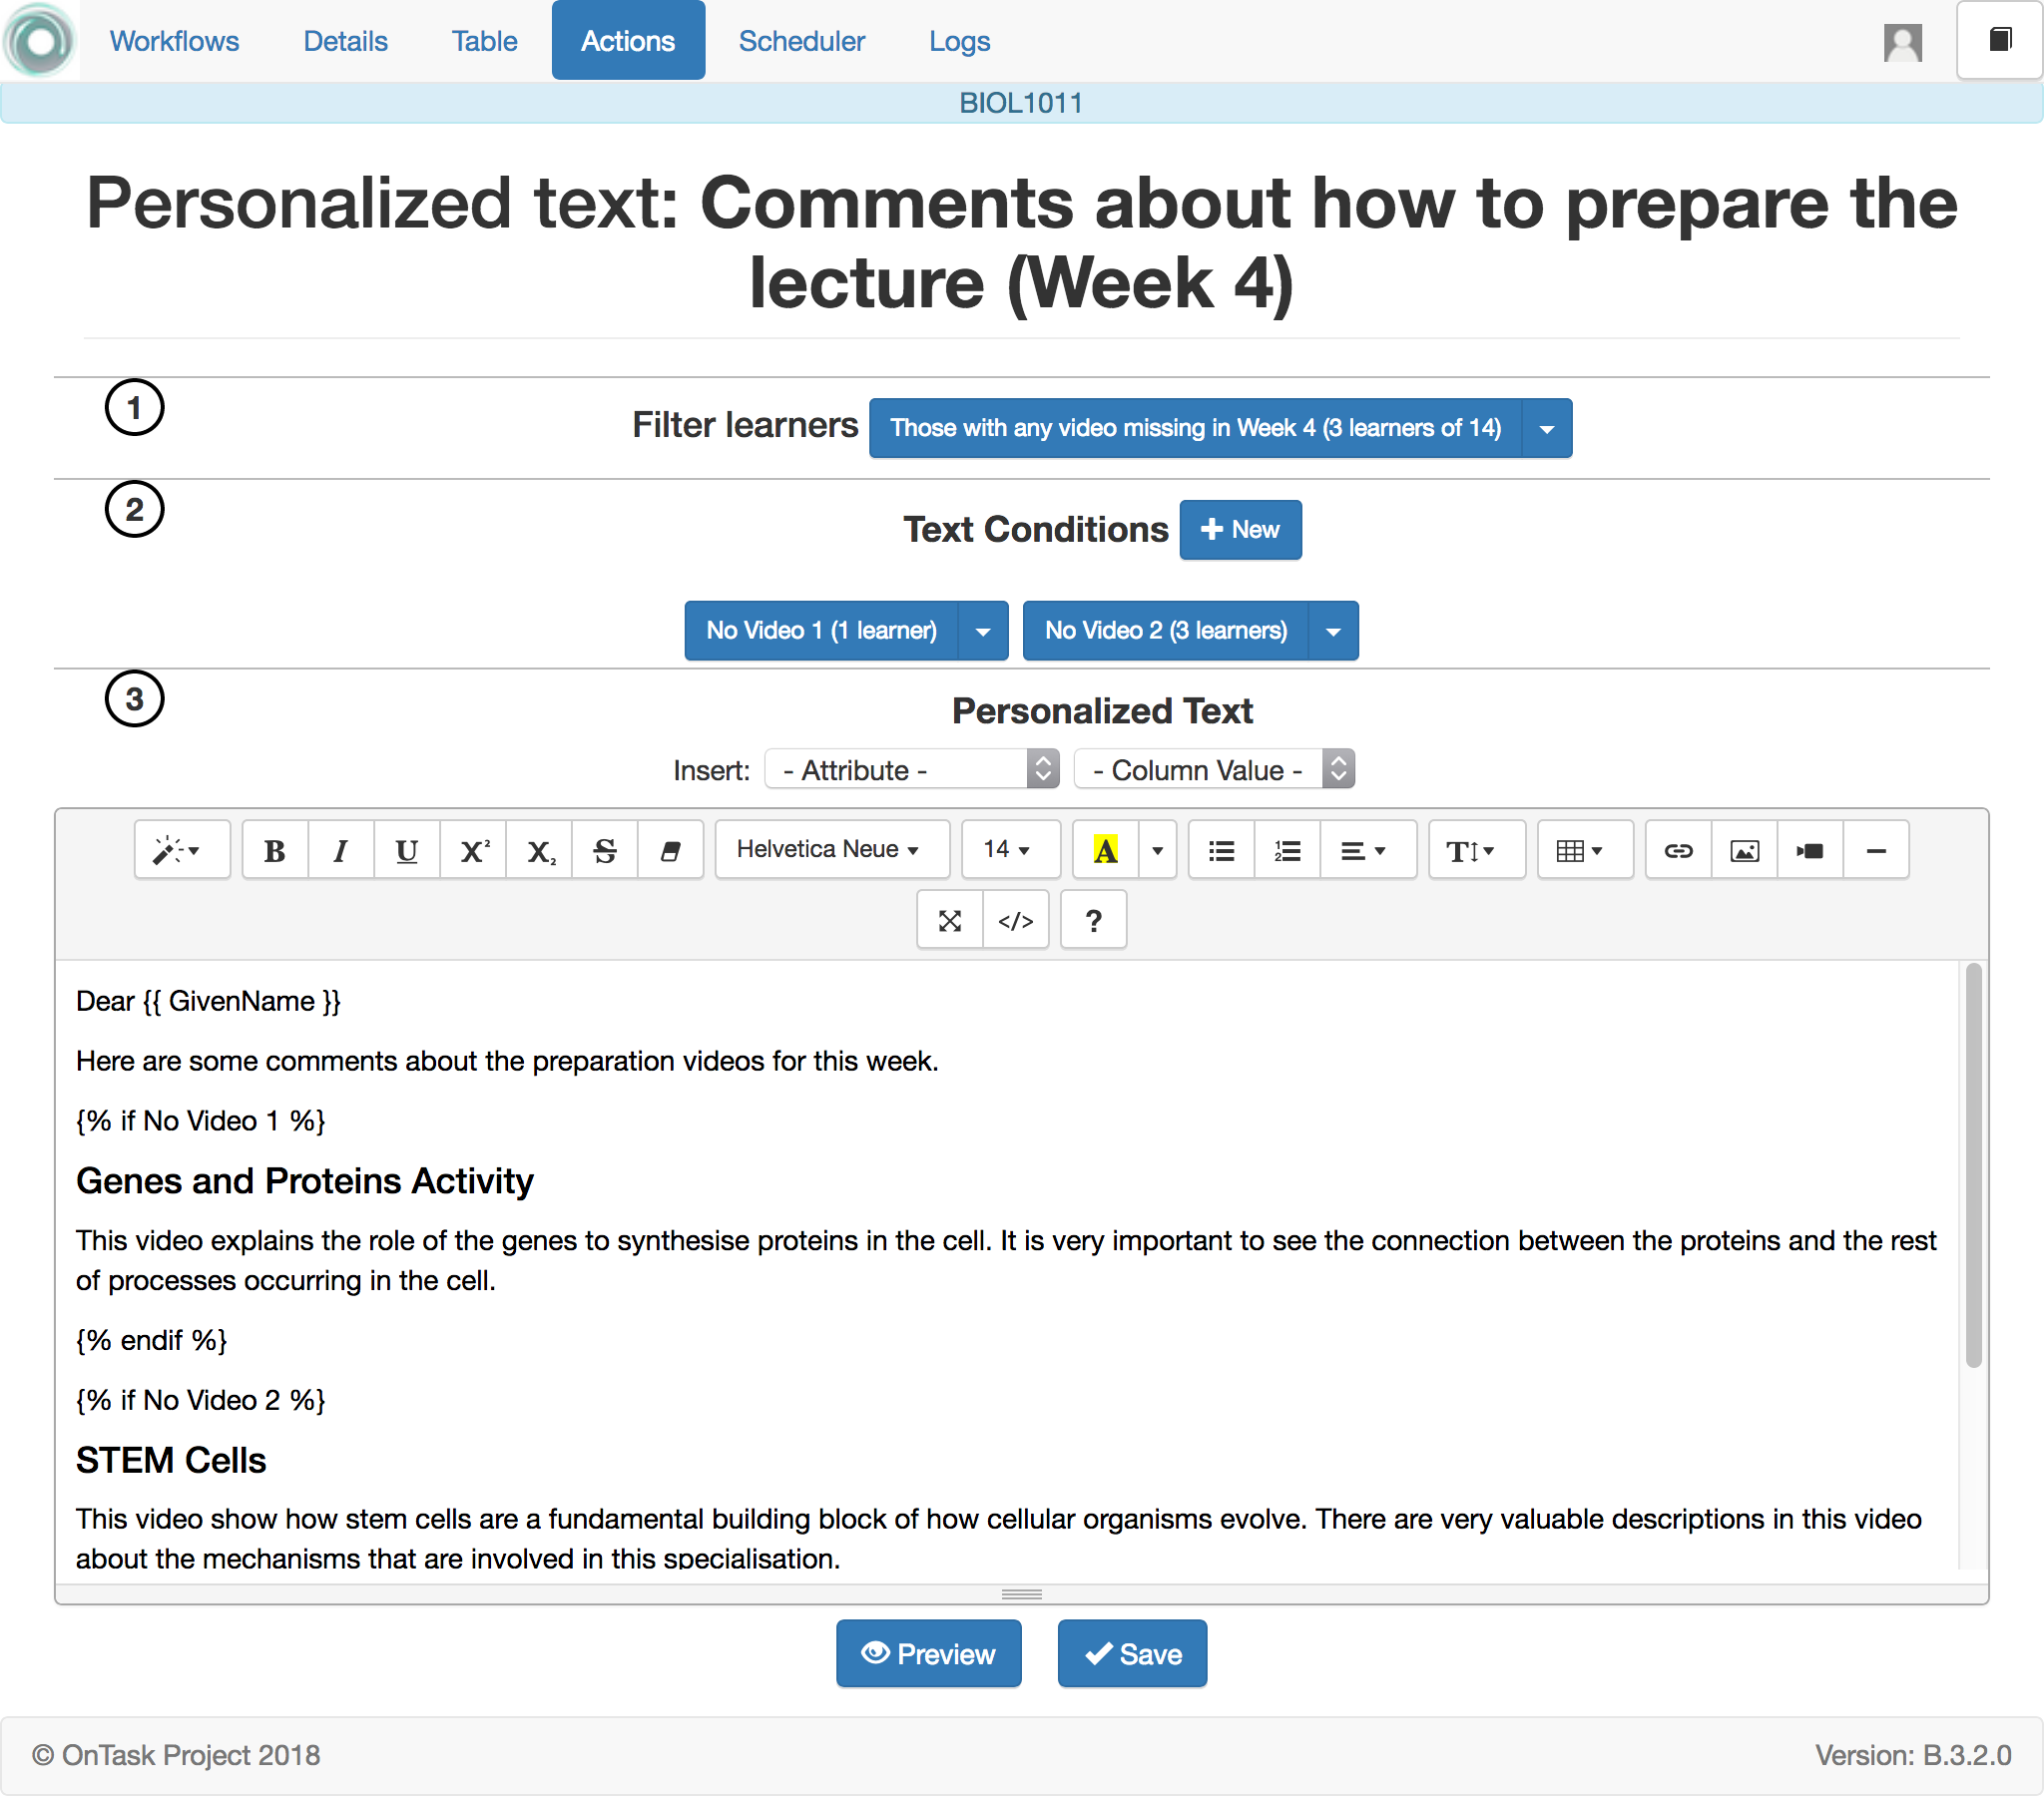 Workflows Details Table Actions Scheduler Logs
BIOL1011
Personalized text: Comments about how to prepare the
lecture (Week 4)
1
Filter learners Those with any video missing in Week 4 (3 learners of 14)
2
Text Conditions New
No Video 1 (1 learner) No Video 2 (3 learners)
3
Personalized Text
Insert: - Attribute - - Column Value -
B I U X² X₂ S Helvetica Neue 14 A T
</> ?
Dear {{ GivenName }}
Here are some comments about the preparation videos for this week.
{% if No Video 1 %}
Genes and Proteins Activity
This video explains the role of the genes to synthesise proteins in the cell. It is very important to see the connection between the proteins and the rest
of processes occurring in the cell.
{% endif %}
{% if No Video 2 %}
STEM Cells
This video show how stem cells are a fundamental building block of how cellular organisms evolve. There are very valuable descriptions in this video
about the mechanisms that are involved in this specialisation.
Preview Save
© OnTask Project 2018 Version: B.3.2.0